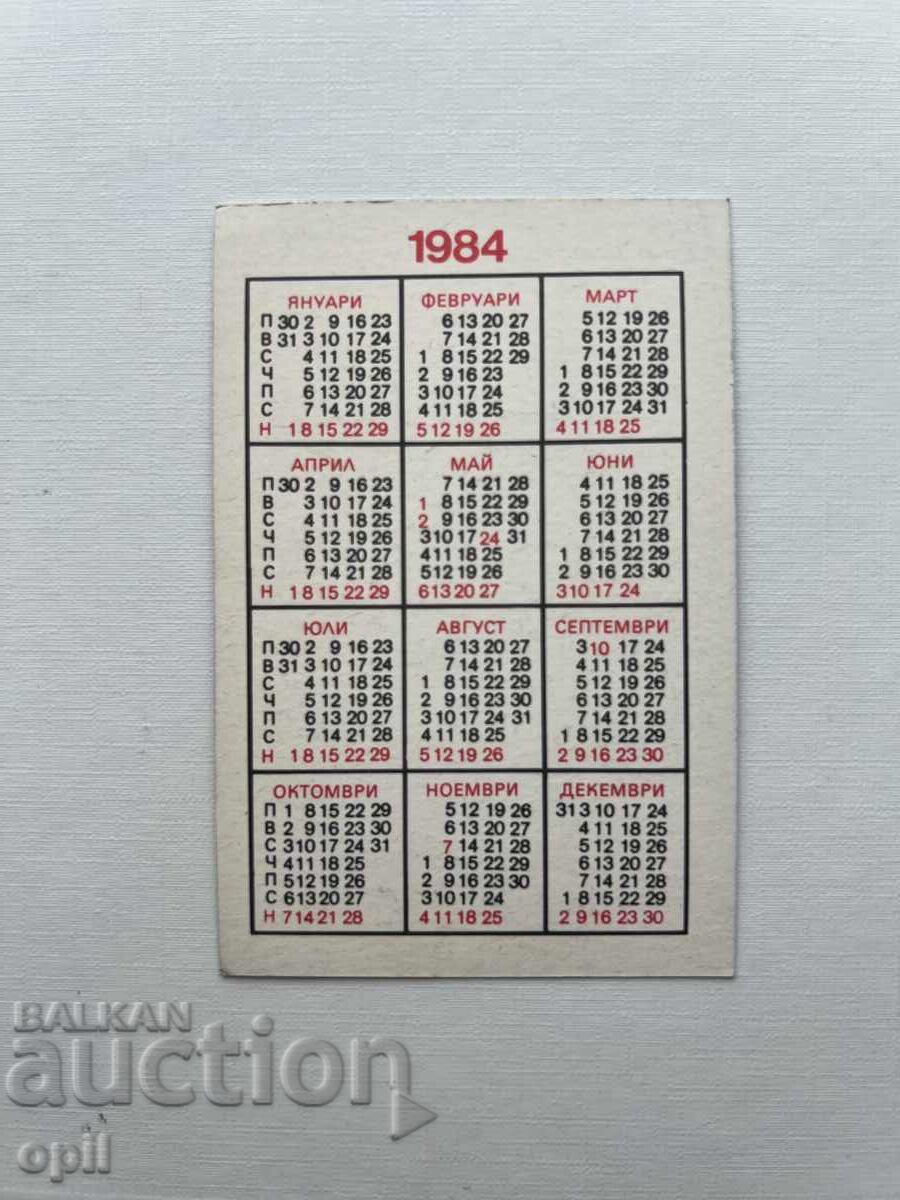 1984
ЯНУАРИ
П 30 2 9 16 23
В 31 3 10 17 24
С 4 11 18 25
Ч 5 12 19 26
П 6 13 20 27
С 7 14 21 28
Н 1 8 15 22 29
ФЕВРУАРИ
6 13 20 27
7 14 21 28
1 8 15 22 29
2 9 16 23
3 10 17 24
4 11 18 25
5 12 19 26
МАРТ
5 12 19 26
6 13 20 27
7 14 21 28
1 8 15 22 29
2 9 16 23 30
3 10 17 24 31
4 11 18 25
АПРИЛ
П 30 2 9 16 23
В 3 10 17 24
С 4 11 18 25
Ч 5 12 19 26
П 6 13 20 27
С 7 14 21 28
Н 1 8 15 22 29
МАЙ
7 14 21 28
1 8 15 22 29
2 9 16 23 30
3 10 17 24 31
4 11 18 25
5 12 19 26
6 13 20 27
ЮНИ
4 11 18 25
5 12 19 26
6 13 20 27
7 14 21 28
1 8 15 22 29
2 9 16 23 30
3 10 17 24
ЮЛИ
П 30 2 9 16 23
В 31 3 10 17 24
С 4 11 18 25
Ч 5 12 19 26
П 6 13 20 27
С 7 14 21 28
Н 1 8 15 22 29
АВГУСТ
6 13 20 27
7 14 21 28
1 8 15 22 29
2 9 16 23 30
3 10 17 24 31
4 11 18 25
5 12 19 26
СЕПТЕМВРИ
3 10 17 24
4 11 18 25
5 12 19 26
6 13 20 27
7 14 21 28
1 8 15 22 29
2 9 16 23 30
ОКТОМВРИ
П 1 8 15 22 29
В 2 9 16 23 30
С 3 10 17 24 31
Ч 4 11 18 25
П 5 12 19 26
С 6 13 20 27
Н 7 14 21 28
НОЕМВРИ
5 12 19 26
6 13 20 27
7 14 21 28
1 8 15 22 29
2 9 16 23 30
3 10 17 24
4 11 18 25
ДЕКЕМВРИ
31 3 10 17 24
4 11 18 25
5 12 19 26
6 13 20 27
7 14 21 28
1 8 15 22 29
2 9 16 23 30
BALKAN
auction
opil